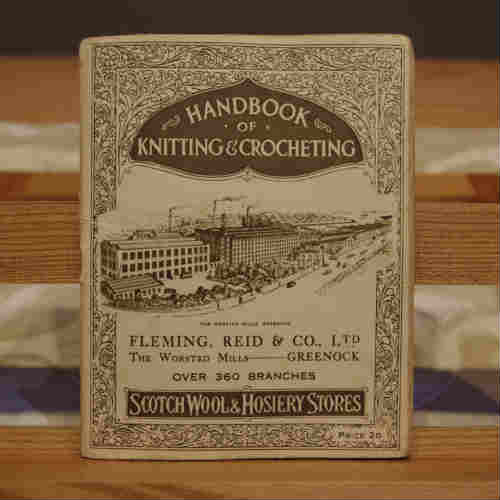 HANDBOOK
OF
KNITTING & CROCHETING
THE WORSTED MILLS GREENOCK
FLEMING, REID & CO., LTD
THE WORSTED MILLS——GREENOCK
OVER 360 BRANCHES
SCOTCH WOOL & HOSIERY STORES
PRICE 2D